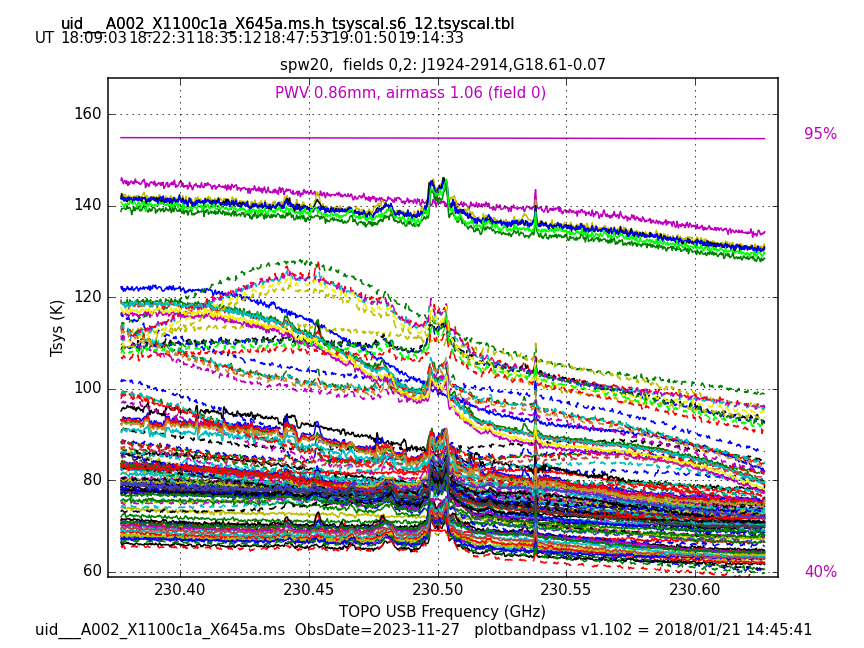 uid___A002_X1100c1a_X645a.ms.h_tsyscal.s6_12.tsyscal.tbl
UT 18:09:03 18:22:31 18:35:12 18:47:53 19:01:50 19:14:33
spw20, fields 0,2: J1924-2914,G18.61-0.07
PWV 0.86mm, airmass 1.06 (field 0)
160
95%
140
120
Tsys (K)
100
80
60
40%
230.40 230.45 230.50 230.55 230.60
TOPO USB Frequency (GHz)
uid___A002_X1100c1a_X645a.ms ObsDate=2023-11-27 plotbandpass v1.102 = 2018/01/21 14:45:41